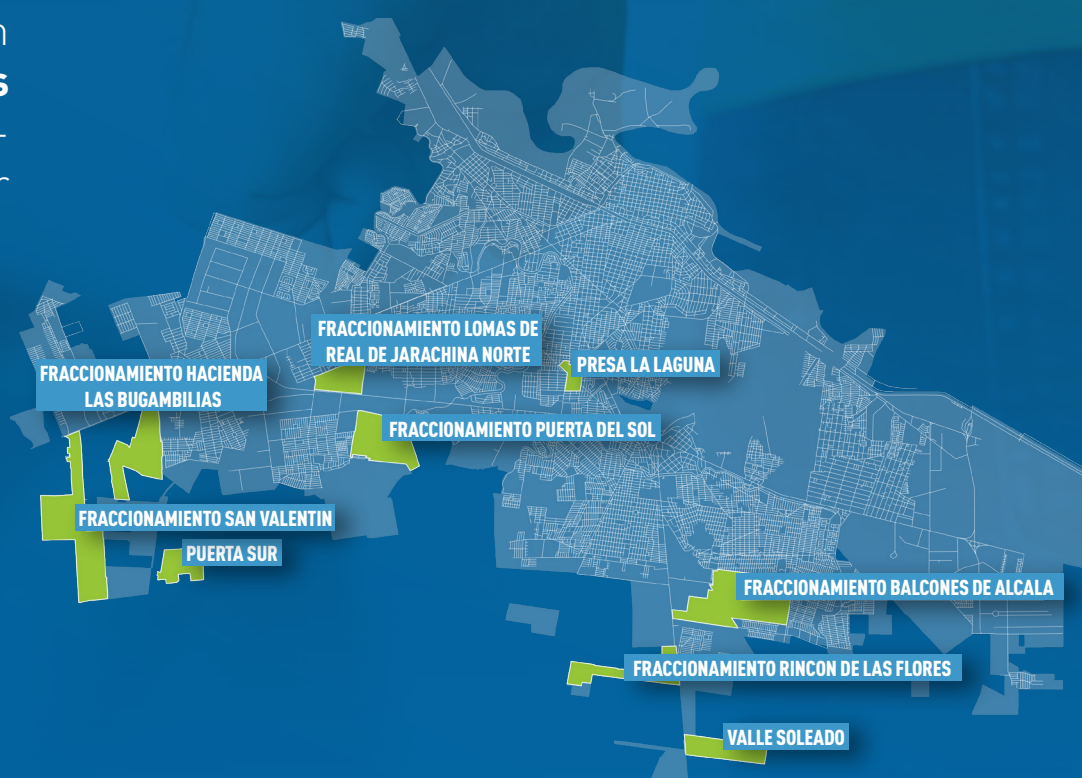 n
s
FRACCIONAMIENTO LOMAS DE
REAL DE JARACHINA NORTE
PRESA LA LAGUNA
FRACCIONAMIENTO HACIENDA
LAS BUGAMBILIAS
FRACCIONAMIENTO PUERTA DEL SOL
FRACCIONAMIENTO SAN VALENTIN
PUERTA SUR
FRACCIONAMIENTO BALCONES DE ALCALA
FRACCIONAMIENTO RINCON DE LAS FLORES
VALLE SOLEADO